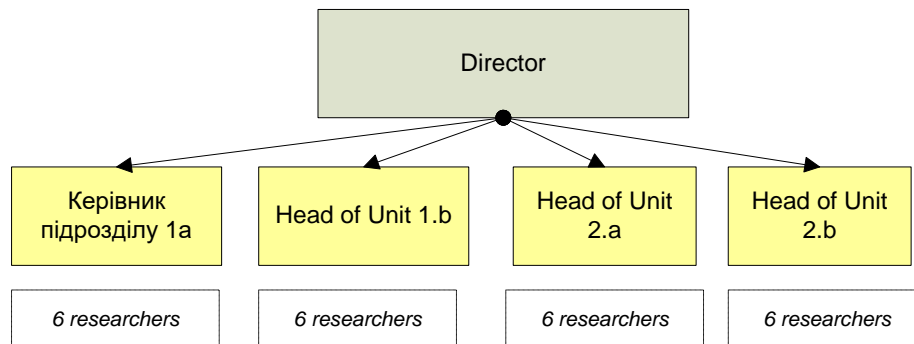 Director
Керівник
підрозділу 1а
Head of Unit 1.b
Head of Unit
2.a
Head of Unit
2.b
6 researchers
6 researchers
6 researchers
6 researchers